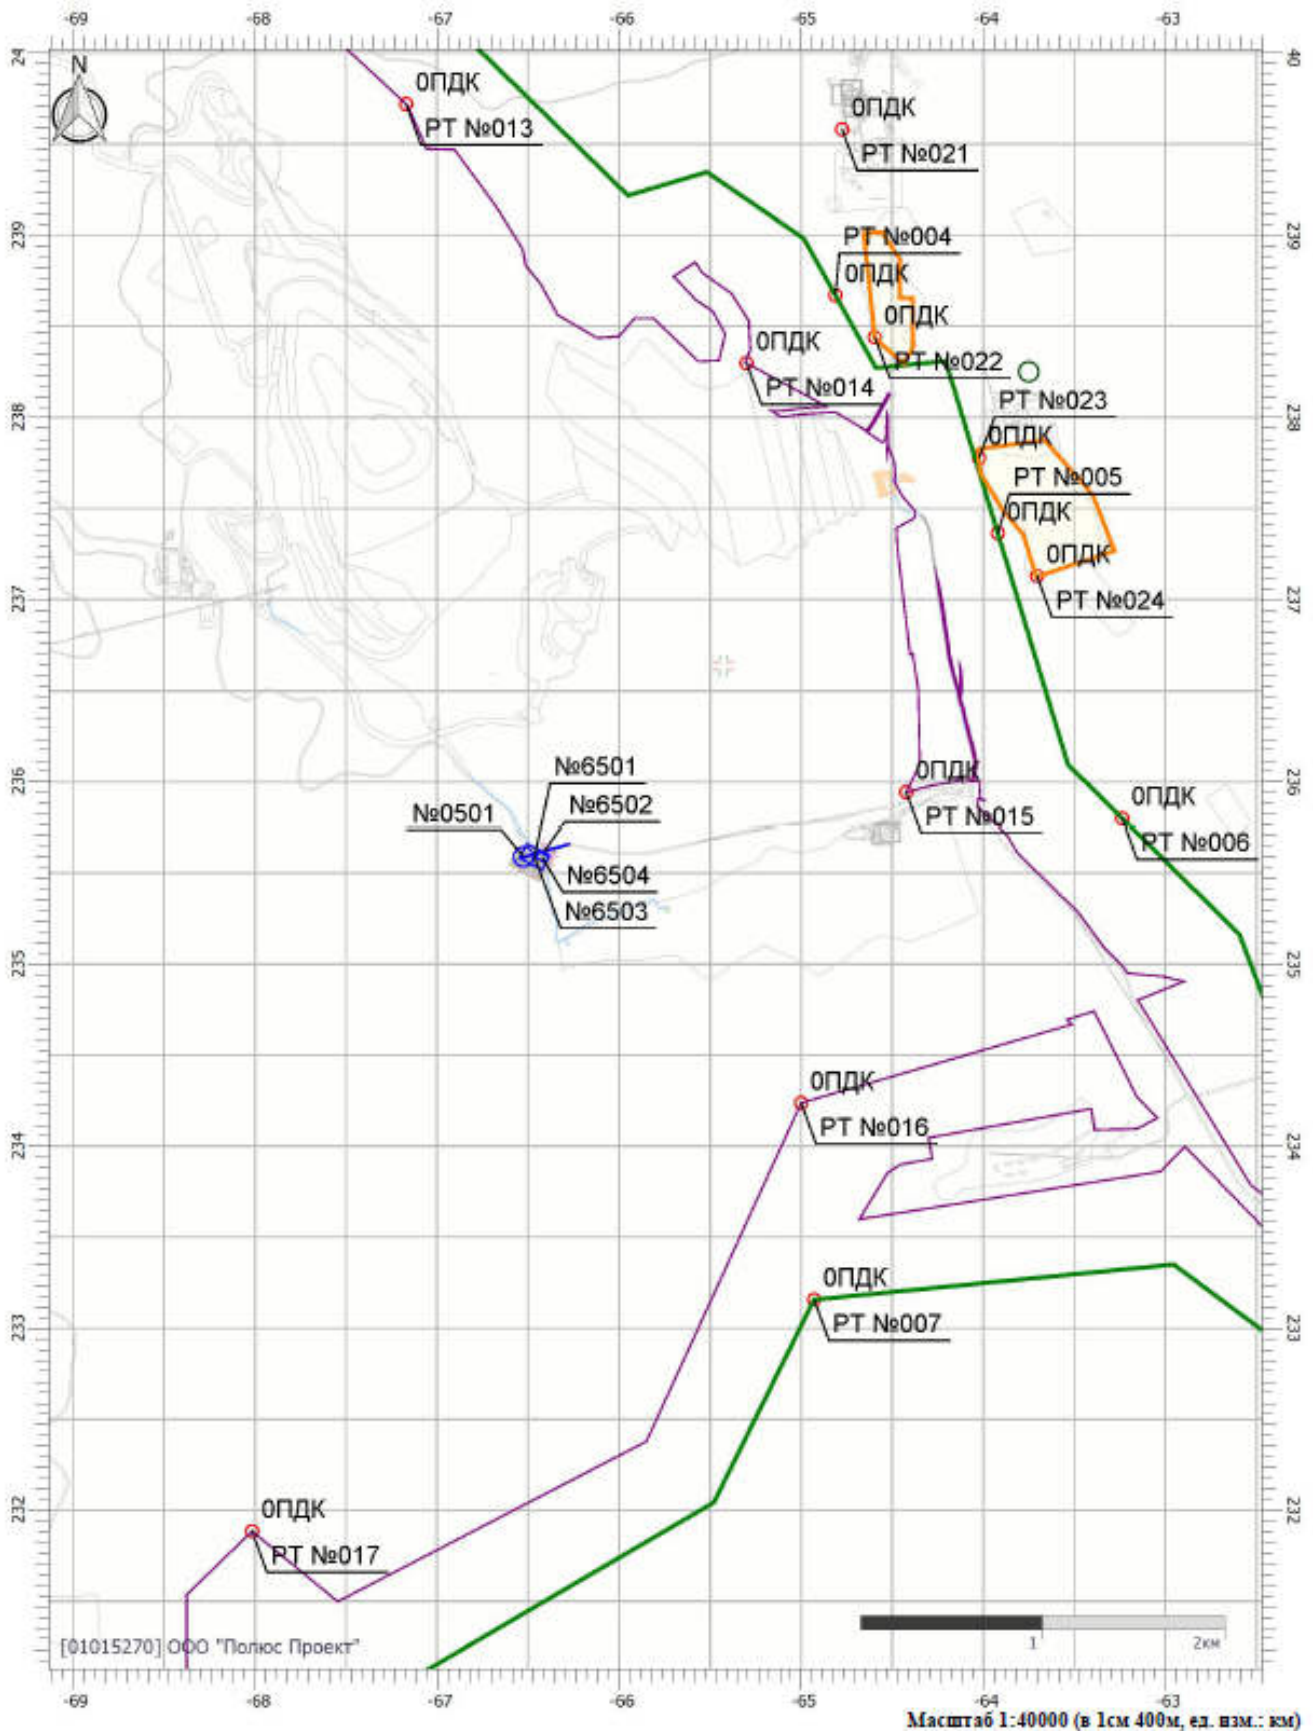 -69 -68 -67 -66 -65 -64 -63
24 40
N
0ПДК
РТ №013
0ПДК
РТ №021
239 239
РТ №004
0ПДК
0ПДК
РТ №022
0ПДК
РТ №014
238 238
РТ №023
0ПДК
РТ №005
0ПДК
0ПДК
РТ №024
237 237
236 236
№6501
№0501
№6502
№6504
№6503
0ПДК
РТ №015
0ПДК
РТ №006
235 235
0ПДК
РТ №016
234 234
0ПДК
РТ №007
233 233
232 232
0ПДК
РТ №017
[01015270] ООО "Полюс Проект"
1 2км
-69 -68 -67 -66 -65 -64 -63
Масштаб 1:40000 (в 1см 400м, ед. изм.: км)